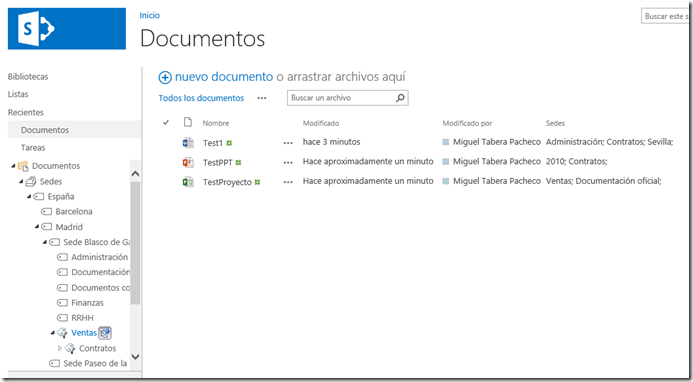 Inicio
Buscar este s
Documentos
Bibliotecas
Listas
Recientes
Documentos
Tareas
Documentos
Sedes
España
Barcelona
Madrid
Sede Blasco de Ga
Administración
Documentación
Documentos co
Finanzas
RRHH
Ventas
Contratos
Sede Paseo de la
nuevo documento o arrastrar archivos aquí
Todos los documentos ••• Buscar un archivo
Nombre Modificado Modificado por Sedes
Test1 ••• hace 3 minutos Miguel Tabera Pacheco Administración; Contratos; Sevilla;
TestPPT ••• Hace aproximadamente un minuto Miguel Tabera Pacheco 2010; Contratos;
TestProyecto ••• Hace aproximadamente un minuto Miguel Tabera Pacheco Ventas; Documentación oficial;